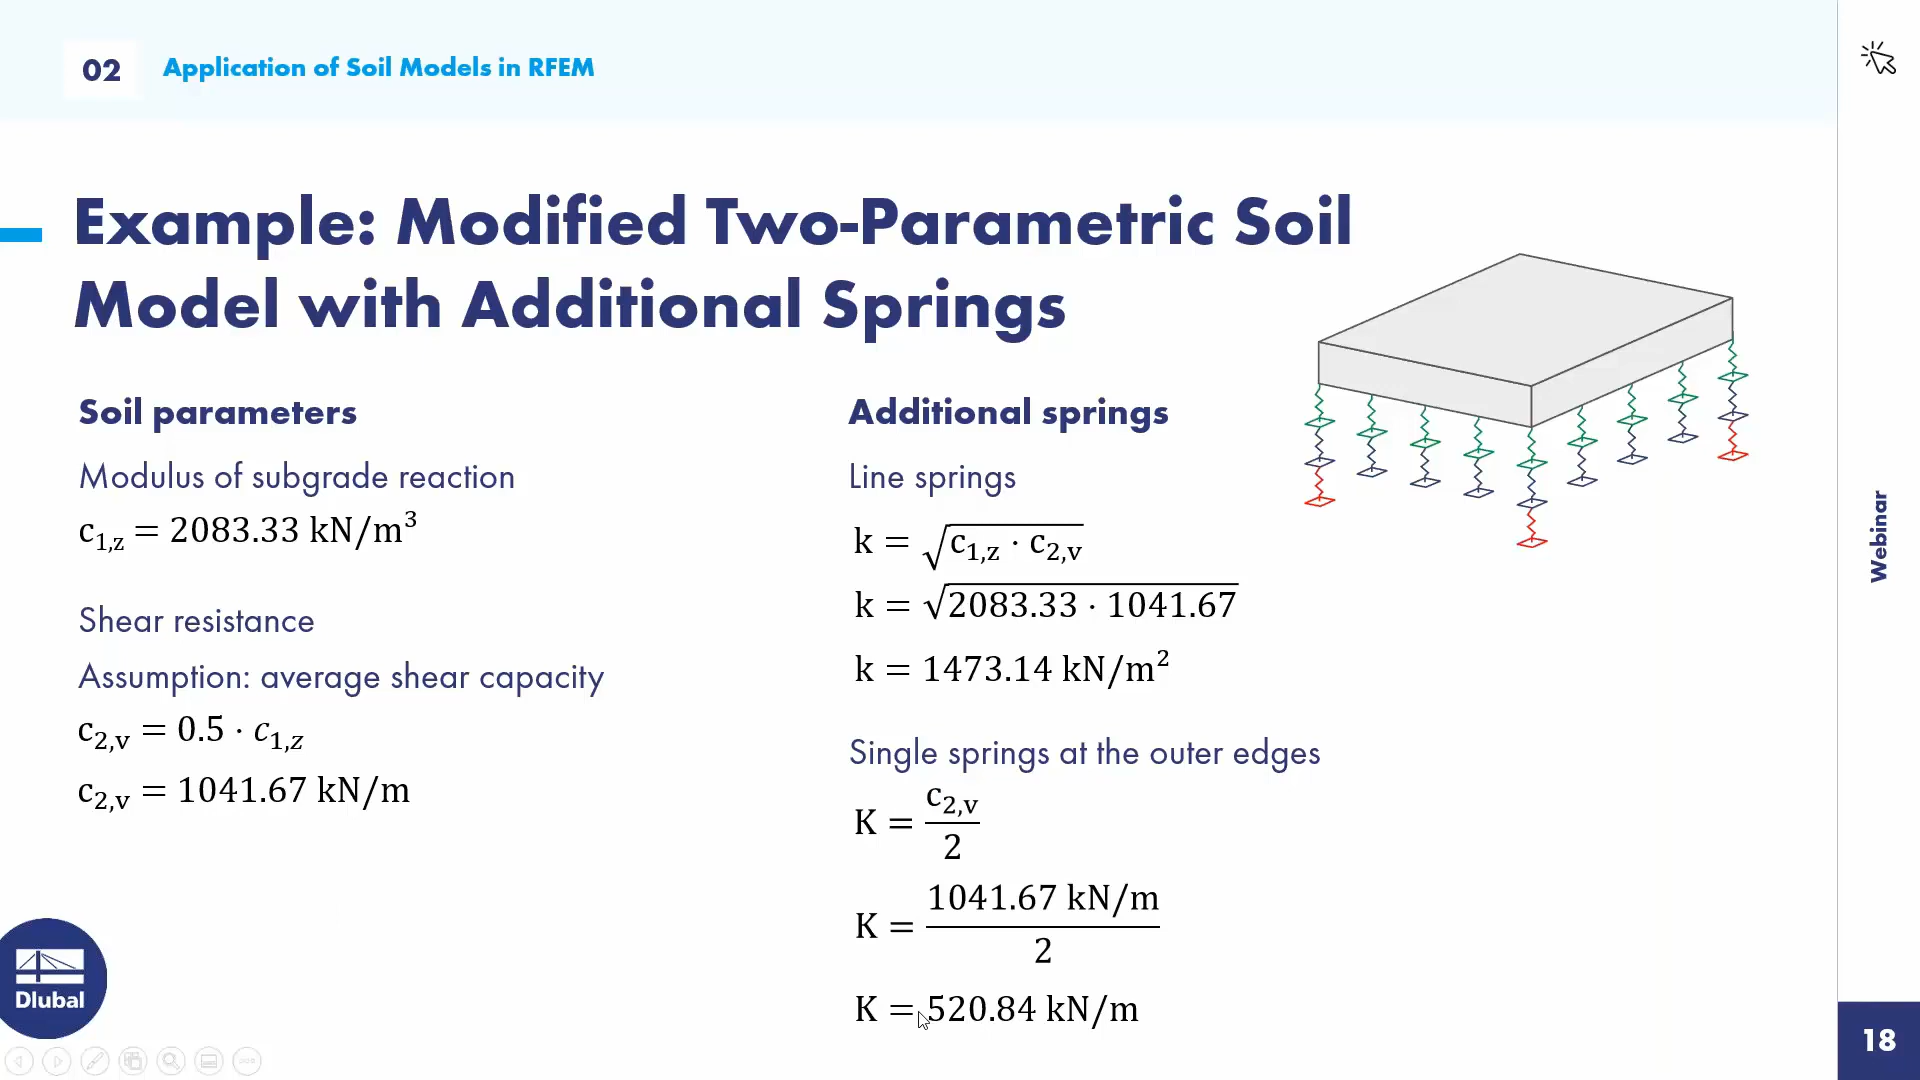 02
Application of Soil Models in RFEM
Example: Modified Two-Parametric Soil
Model with Additional Springs
Soil parameters
Modulus of subgrade reaction
c₁,z = 2083.33 kN/m³
Shear resistance
Assumption: average shear capacity
c₂,v = 0.5 · c₁,z
c₂,v = 1041.67 kN/m
Additional springs
Line springs
k = √(c₁,z · c₂,v)
k = √(2083.33 · 1041.67)
k = 1473.14 kN/m²
Single springs at the outer edges
K = c₂,v / 2
K = 1041.67 kN/m / 2
K = 520.84 kN/m
Webinar
Dlubal
18